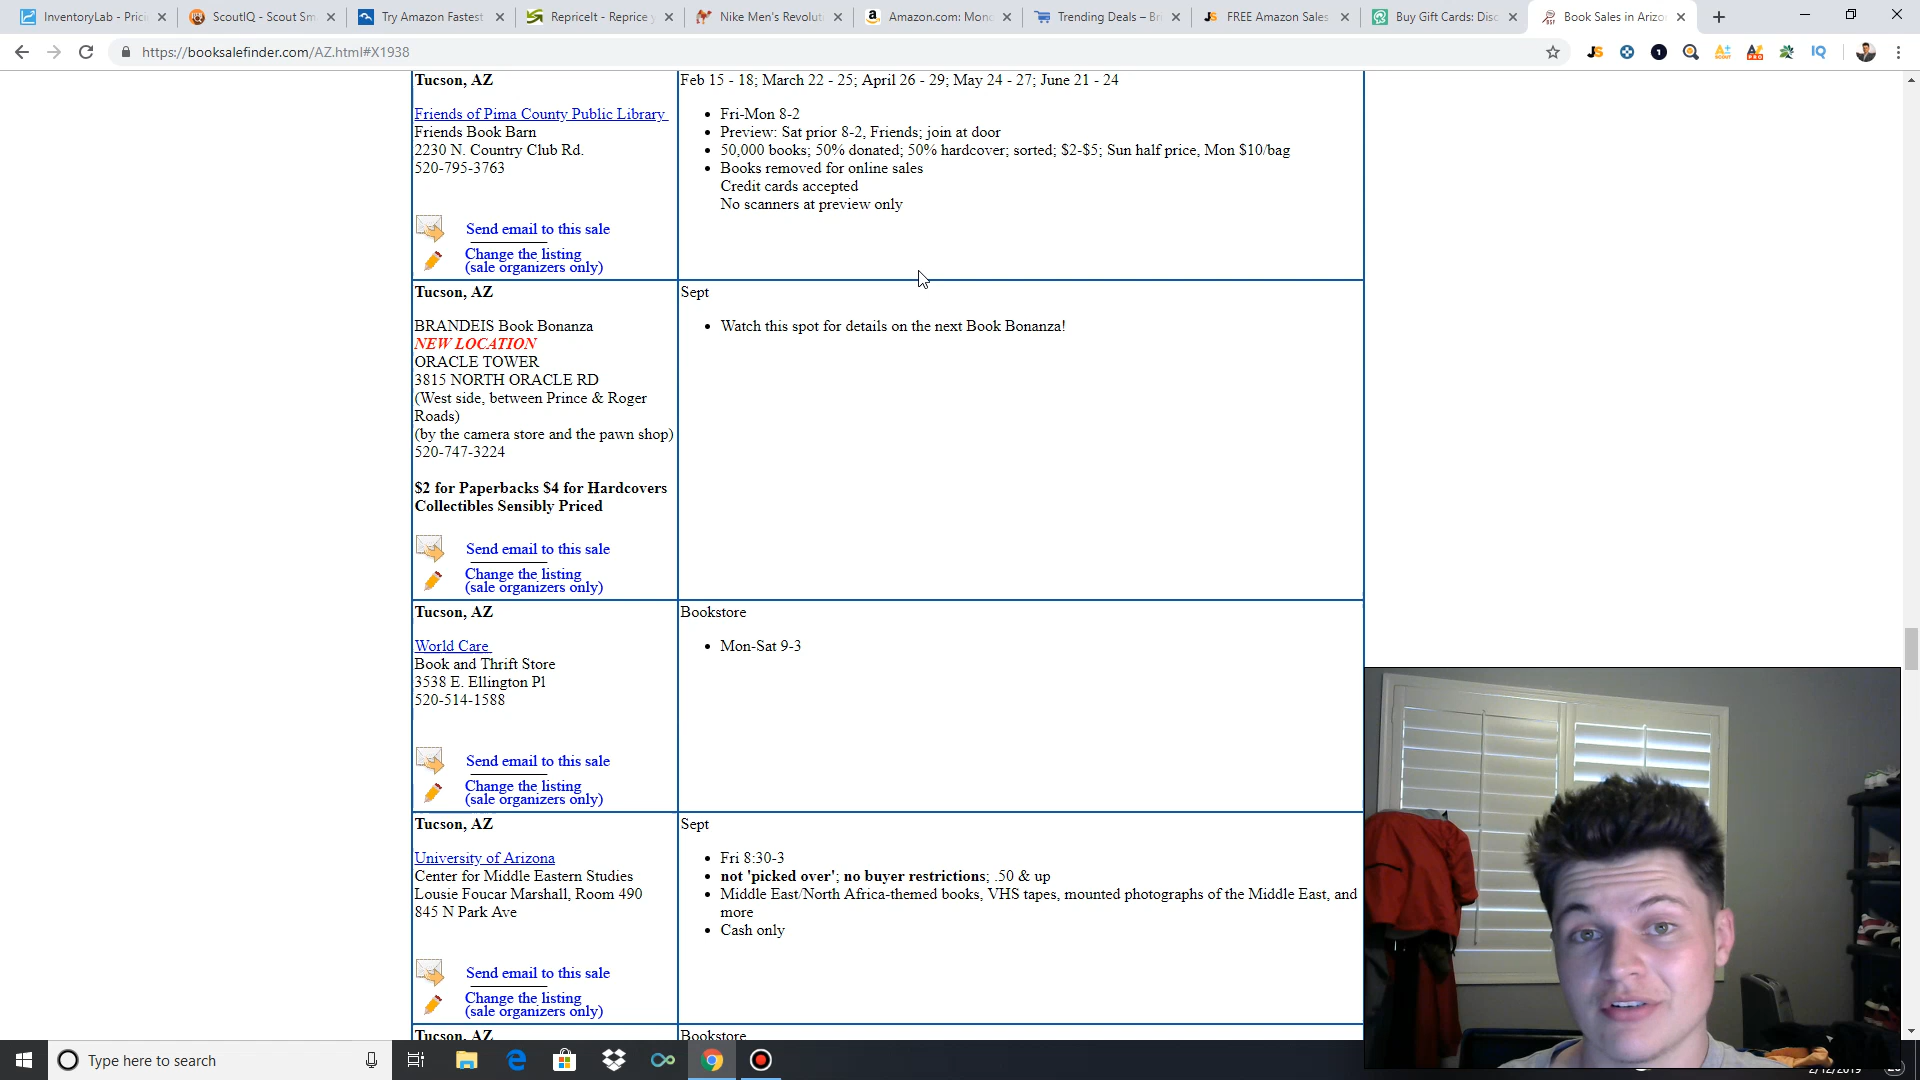 InventoryLab - Prici
ScoutIQ - Scout Sm
Try Amazon Fastest
RepriceIt - Reprice y
Nike Men's Revolut
Amazon.com: Mono
Trending Deals – Bri
FREE Amazon Sales
Buy Gift Cards: Disc
Book Sales in Arizo
https://booksalefinder.com/AZ.html#X1938
Tucson, AZ
Feb 15 - 18; March 22 - 25; April 26 - 29; May 24 - 27; June 21 - 24
Friends of Pima County Public Library
Friends Book Barn
2230 N. Country Club Rd.
520-795-3763
• Fri-Mon 8-2
• Preview: Sat prior 8-2, Friends; join at door
• 50,000 books; 50% donated; 50% hardcover; sorted; $2-$5; Sun half price, Mon $10/bag
• Books removed for online sales
Credit cards accepted
No scanners at preview only
Send email to this sale
Change the listing
(sale organizers only)
Tucson, AZ
Sept
BRANDEIS Book Bonanza
NEW LOCATION
ORACLE TOWER
3815 NORTH ORACLE RD
(West side, between Prince & Roger
Roads)
(by the camera store and the pawn shop)
520-747-3224
$2 for Paperbacks $4 for Hardcovers
Collectibles Sensibly Priced
• Watch this spot for details on the next Book Bonanza!
Send email to this sale
Change the listing
(sale organizers only)
Tucson, AZ
Bookstore
World Care
Book and Thrift Store
3538 E. Ellington Pl
520-514-1588
• Mon-Sat 9-3
Send email to this sale
Change the listing
(sale organizers only)
Tucson, AZ
Sept
University of Arizona
Center for Middle Eastern Studies
Lousie Foucar Marshall, Room 490
845 N Park Ave
• Fri 8:30-3
• not 'picked over'; no buyer restrictions; .50 & up
• Middle East/North Africa-themed books, VHS tapes, mounted photographs of the Middle East, and
more
• Cash only
Send email to this sale
Change the listing
(sale organizers only)
Tucson, AZ
Bookstore
Type here to search
2/12/2019